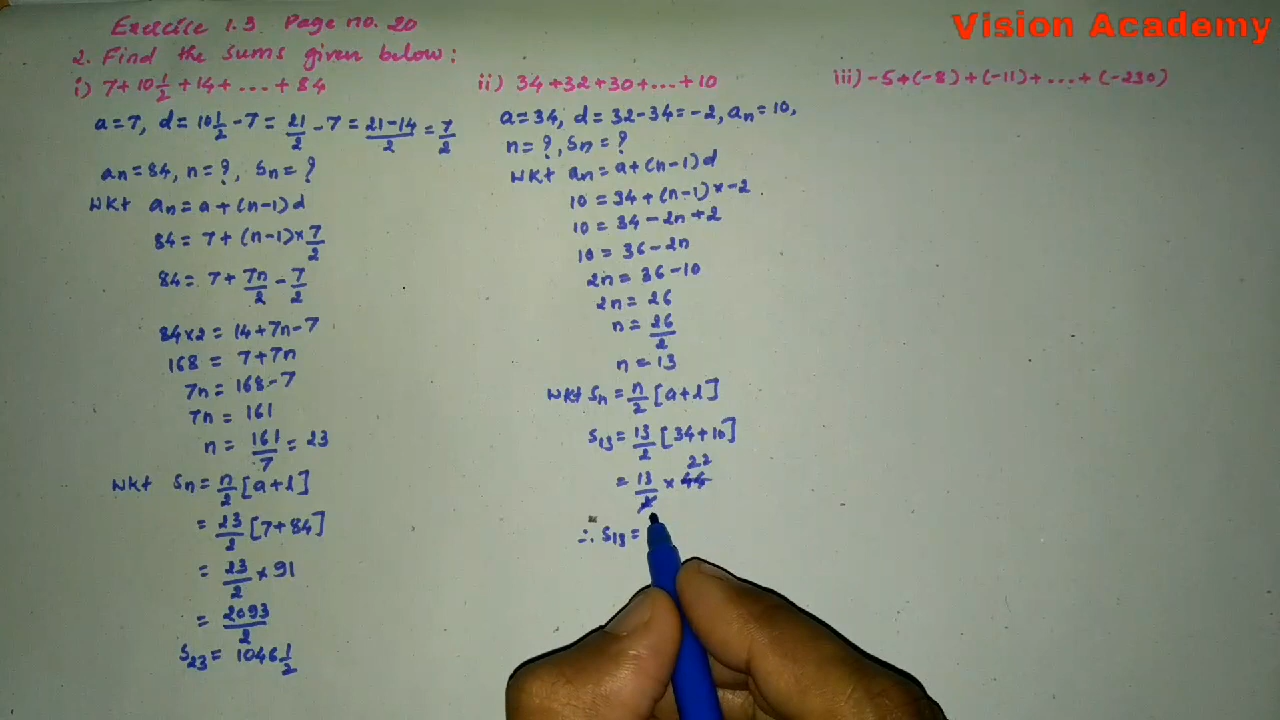 Vision Academy
Exercise 1.3 Page no. 20
2. Find the sums given below:
i) 7+10 1/2 +14+ ... + 84
a=7, d= 10 1/2 -7 = 21/2 -7 = 21-14/2 = 7/2
an=84, n=?, Sn=?
WKt an=a+(n-1)d
84= 7+(n-1)×7/2
84= 7+ 7n/2 - 7/2
84×2 = 14+7n-7
168 = 7+7n
7n= 168-7
7n= 161
n= 161/7 = 23
WKt Sn= n/2 [a+l]
= 23/2 [7+84]
= 23/2 × 91
= 2093/2
S23= 1046 1/2
ii) 34+32+30+...+10
a=34, d=32-34=-2, an=10,
n=?, Sn=?
WKt an=a+(n-1)d
10=34+(n-1)×-2
10=34-2n+2
10=36-2n
2n=36-10
2n=26
n= 26/2
n=13
WKt Sn= n/2 [a+l]
S13= 13/2 [34+10]
22
= 13/2 × 44
∴ S13=
iii) -5+(-8)+(-11)+...+(-230)